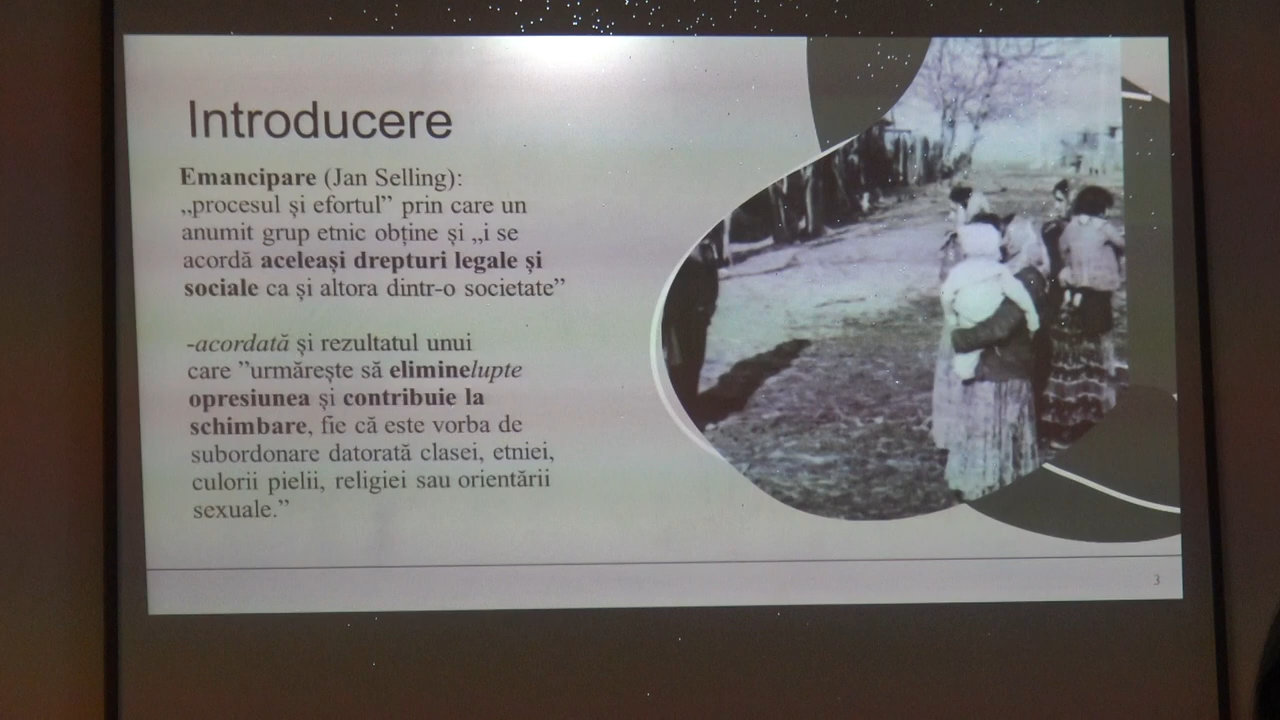 Introducere
Emancipare (Jan Selling):
„procesul și efortul” prin care un
anumit grup etnic obține și „i se
acordă aceleași drepturi legale și
sociale ca și altora dintr-o societate”
-acordată și rezultatul unui
care ”urmărește să eliminelupte
opresiunea și contribuie la
schimbare, fie că este vorba de
subordonare datorată clasei, etniei,
culorii pielii, religiei sau orientării
sexuale.”
3